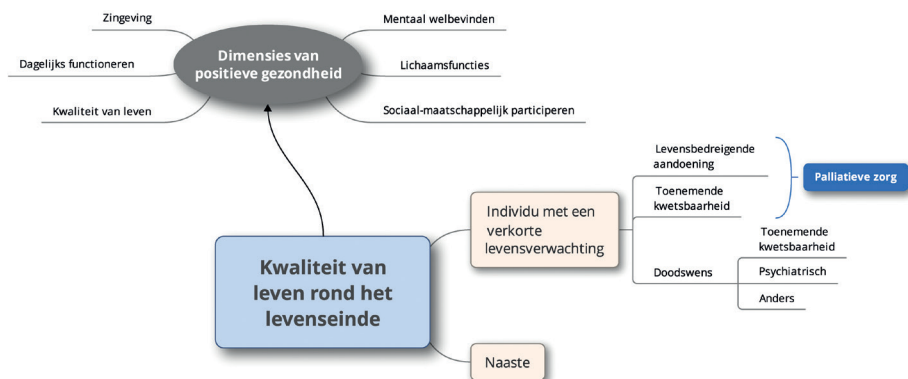 Zingeving
Dagelijks functioneren
Kwaliteit van leven
Dimensies van
positieve gezondheid
Mentaal welbevinden
Lichaamsfuncties
Sociaal-maatschappelijk participeren
Kwaliteit van
leven rond het
levenseinde
Individu met een
verkorte
levensverwachting
Levensbedreigende
aandoening
Toenemende
kwetsbaarheid
Palliatieve zorg
Doodswens
Toenemende
kwetsbaarheid
Psychiatrisch
Anders
Naaste